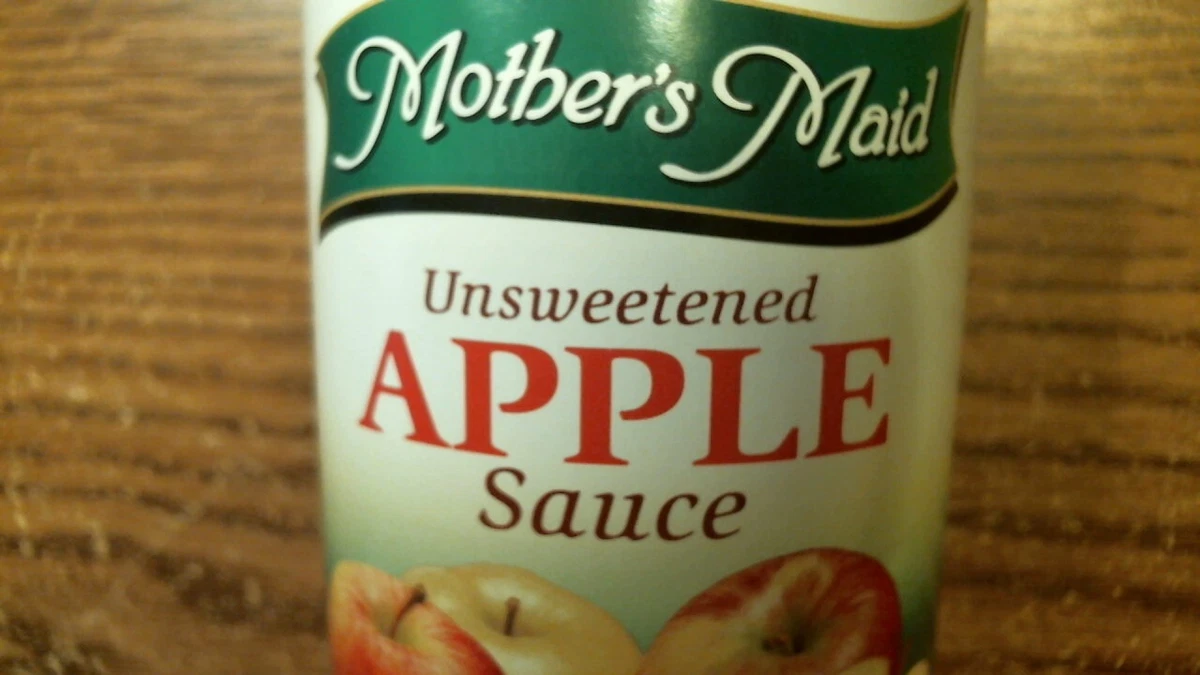 Mother's Maid
Unsweetened
APPLE
Sauce